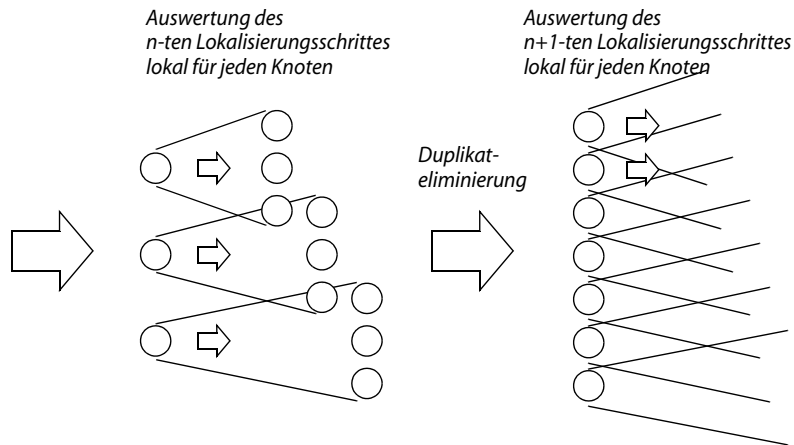 Auswertung des
n-ten Lokalisierungsschrittes
lokal für jeden Knoten
Auswertung des
n+1-ten Lokalisierungsschrittes
lokal für jeden Knoten
Duplikat-
eliminierung